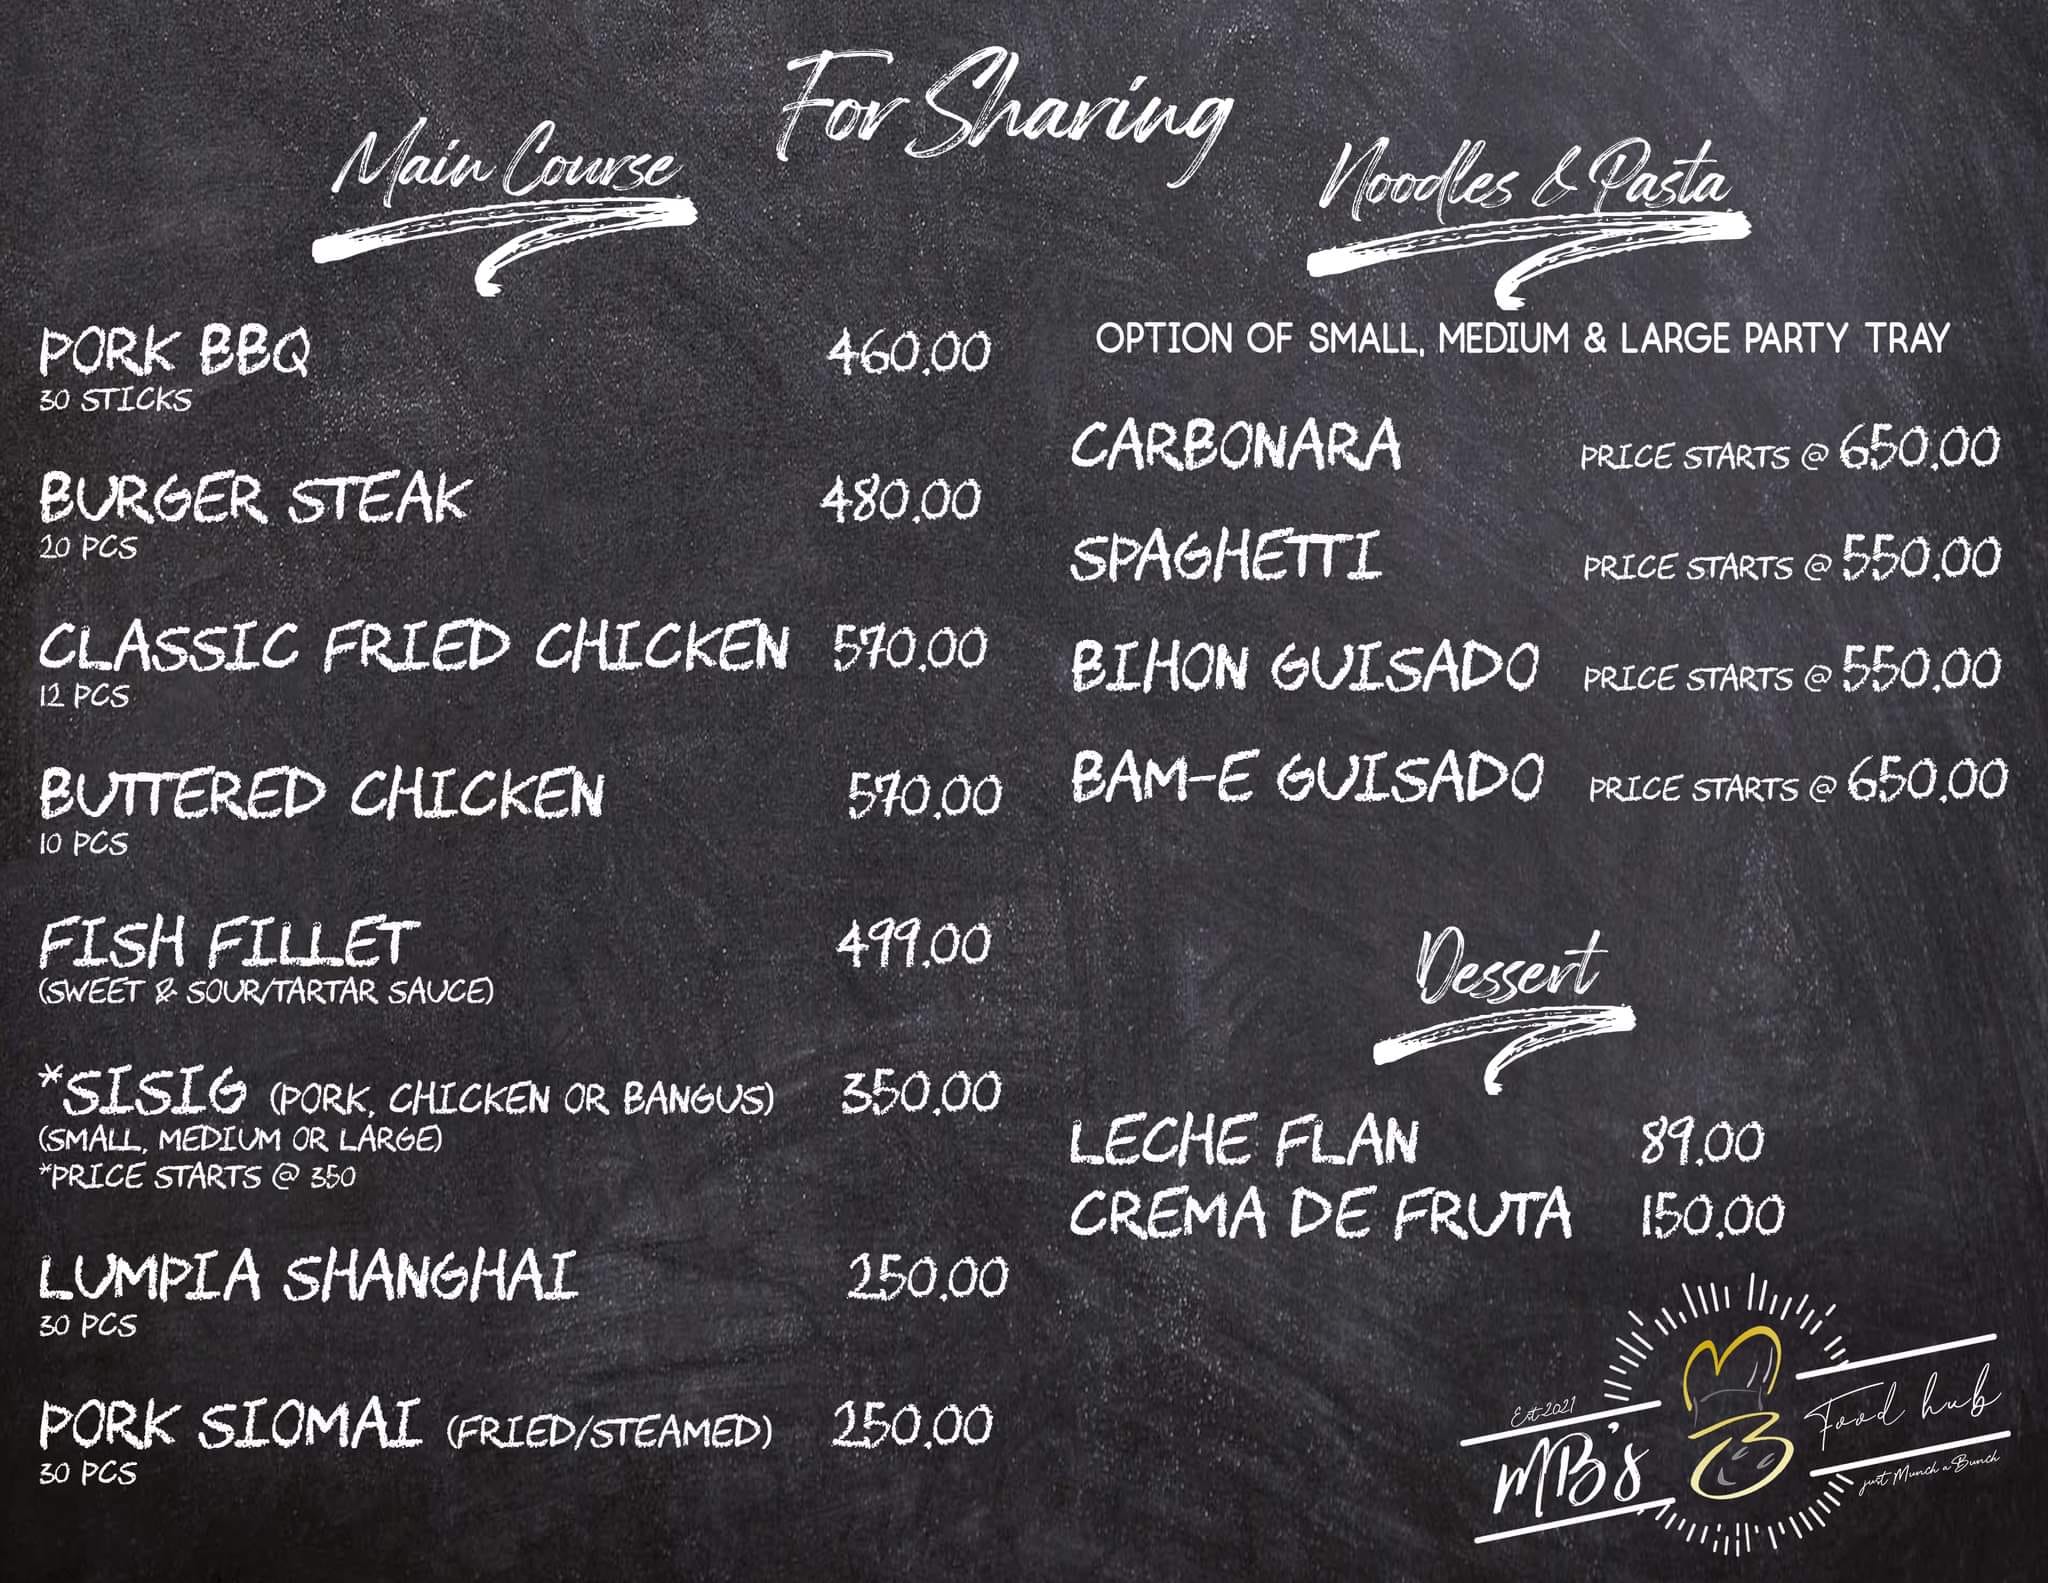 For Sharing
Main Course
PORK BBQ 460.00
30 STICKS
BURGER STEAK 480.00
20 PCS
CLASSIC FRIED CHICKEN 570.00
12 PCS
BUTTERED CHICKEN 570.00
10 PCS
FISH FILLET 499.00
(SWEET & SOUR/TARTAR SAUCE)
*SISIG (PORK, CHICKEN OR BANGUS) 350.00
(SMALL, MEDIUM OR LARGE)
*PRICE STARTS @ 350
LUMPIA SHANGHAI 250.00
30 PCS
PORK SIOMAI (FRIED/STEAMED) 250.00
30 PCS
Noodles & Pasta
OPTION OF SMALL, MEDIUM & LARGE PARTY TRAY
CARBONARA PRICE STARTS @ 650.00
SPAGHETTI PRICE STARTS @ 550.00
BIHON GUISADO PRICE STARTS @ 550.00
BAM-E GUISADO PRICE STARTS @ 650.00
Dessert
LECHE FLAN 89.00
CREMA DE FRUTA 150.00
Est 2021
MB's
MB
Food hub
just Munch a Bunch